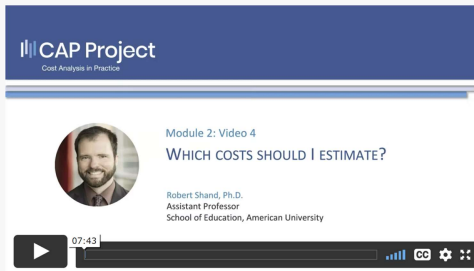 CAP Project
Cost Analysis in Practice
Module 2: Video 4
WHICH COSTS SHOULD I ESTIMATE?
Robert Shand, Ph.D.
Assistant Professor
School of Education, American University
07:43
CC